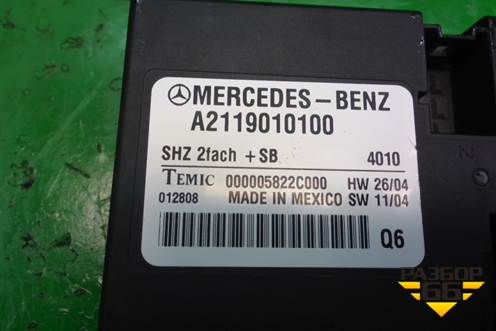 MERCEDES-BENZ
A2119010100
SHZ 2fach + SB 4010
TEMIC 000005822C000 HW 26/04
012808 MADE IN MEXICO SW 11/04
Q6
2
РАЗБОР
66